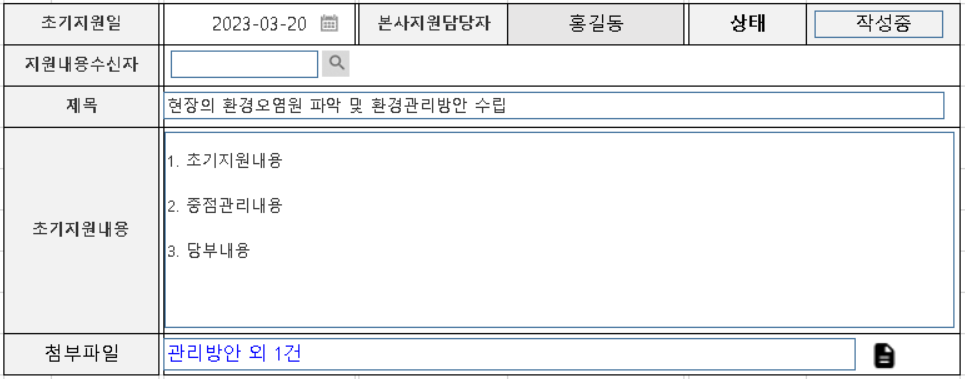 초기지원일 2023-03-20 본사지원담당자 홍길동 상태 작성중
지원내용수신자
제목 현장의 환경오염원 파악 및 환경관리방안 수립
1. 초기지원내용
2. 중점관리내용
초기지원내용
3. 당부내용
첨부파일 관리방안 외 1건